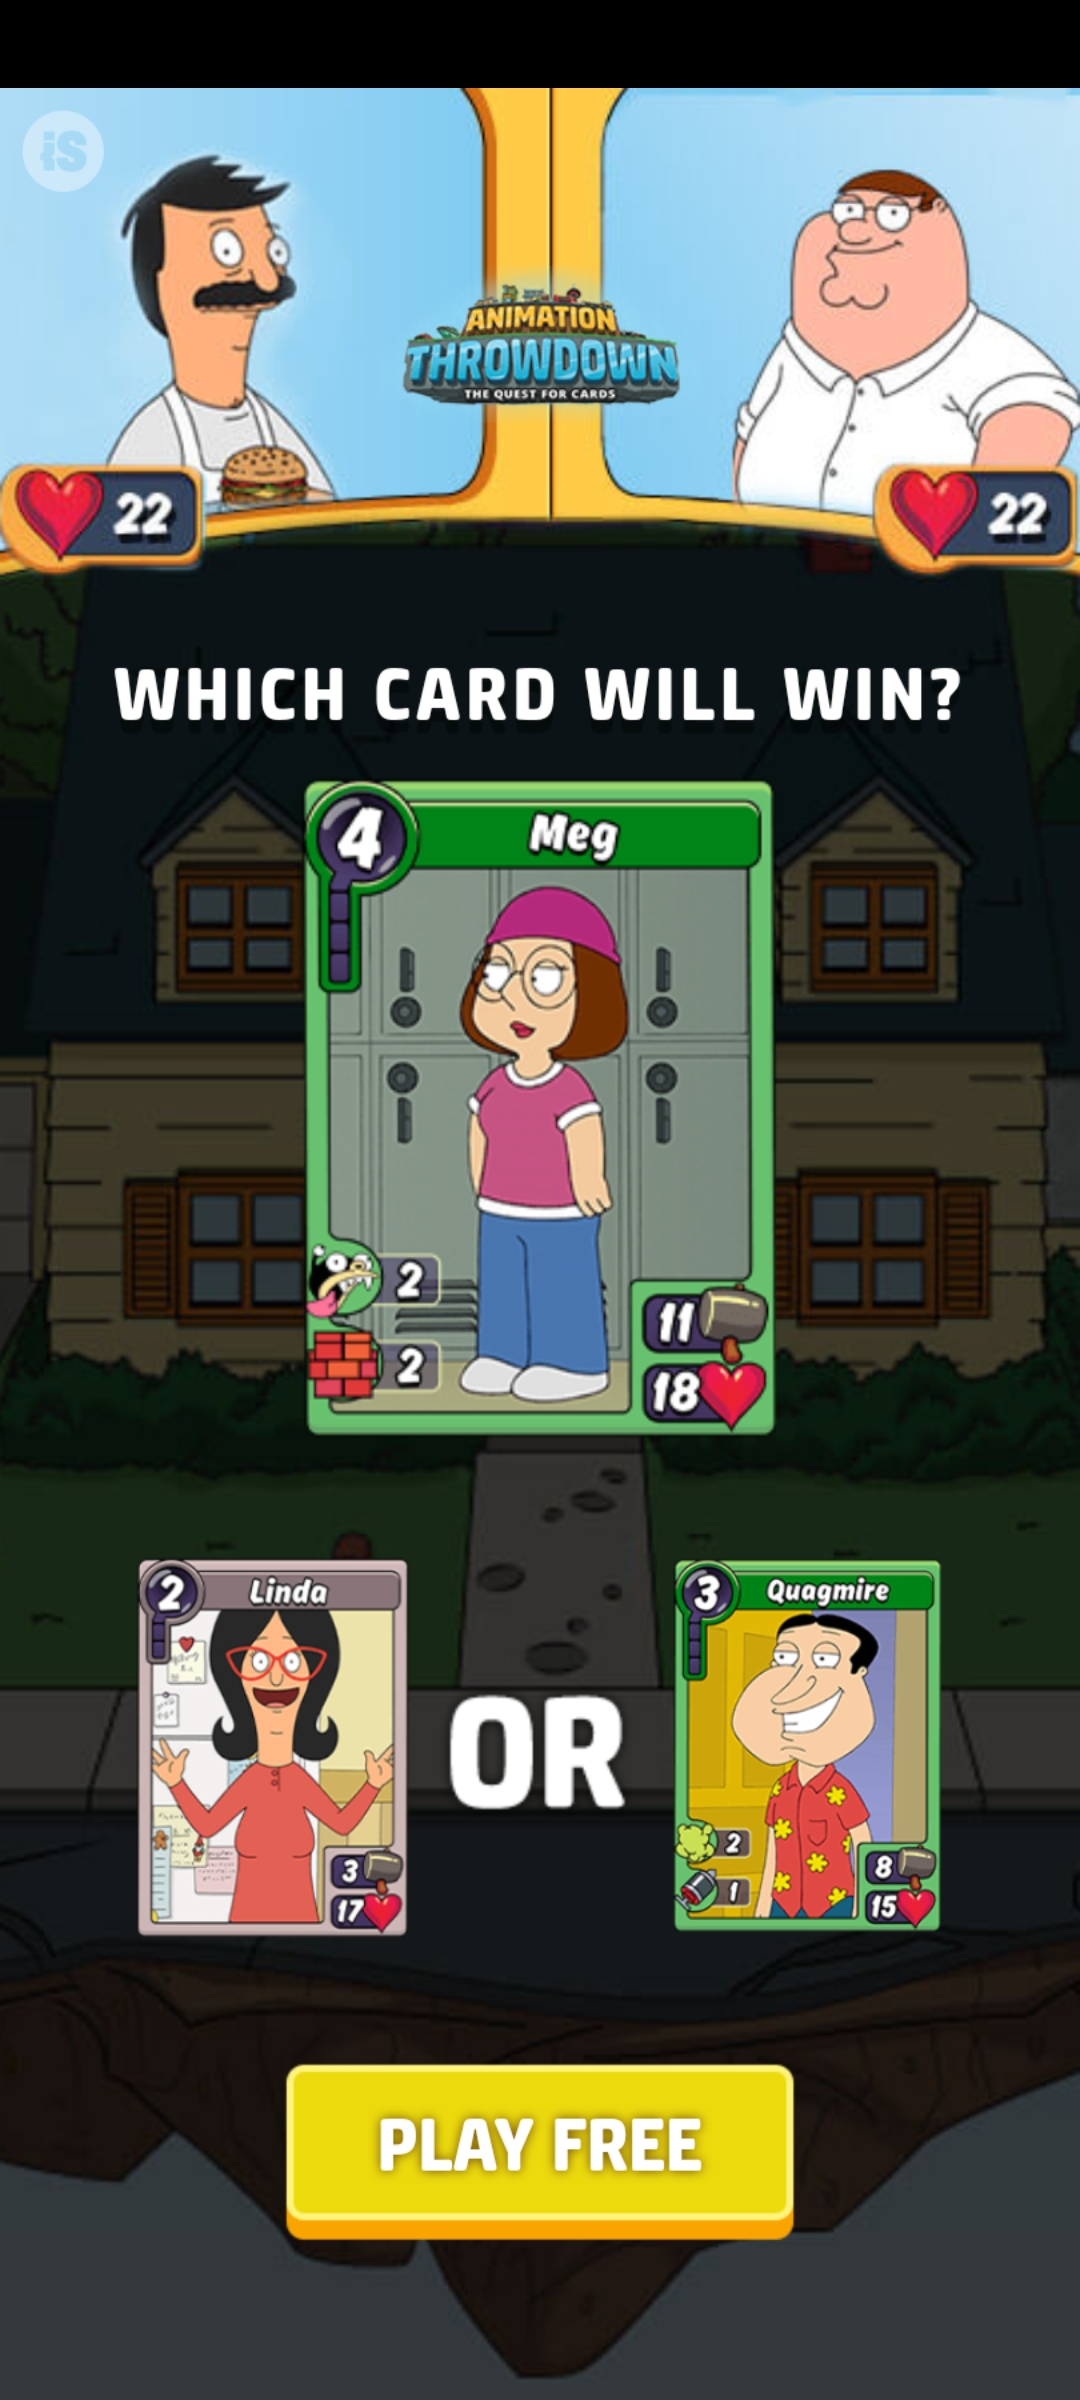 iS
ANIMATION
THROWDOWN
THE QUEST FOR CARDS
22
22
WHICH CARD WILL WIN?
4
Meg
2
11
2
18
2
Linda
3
Quagmire
OR
3
17
2
8
1
15
PLAY FREE